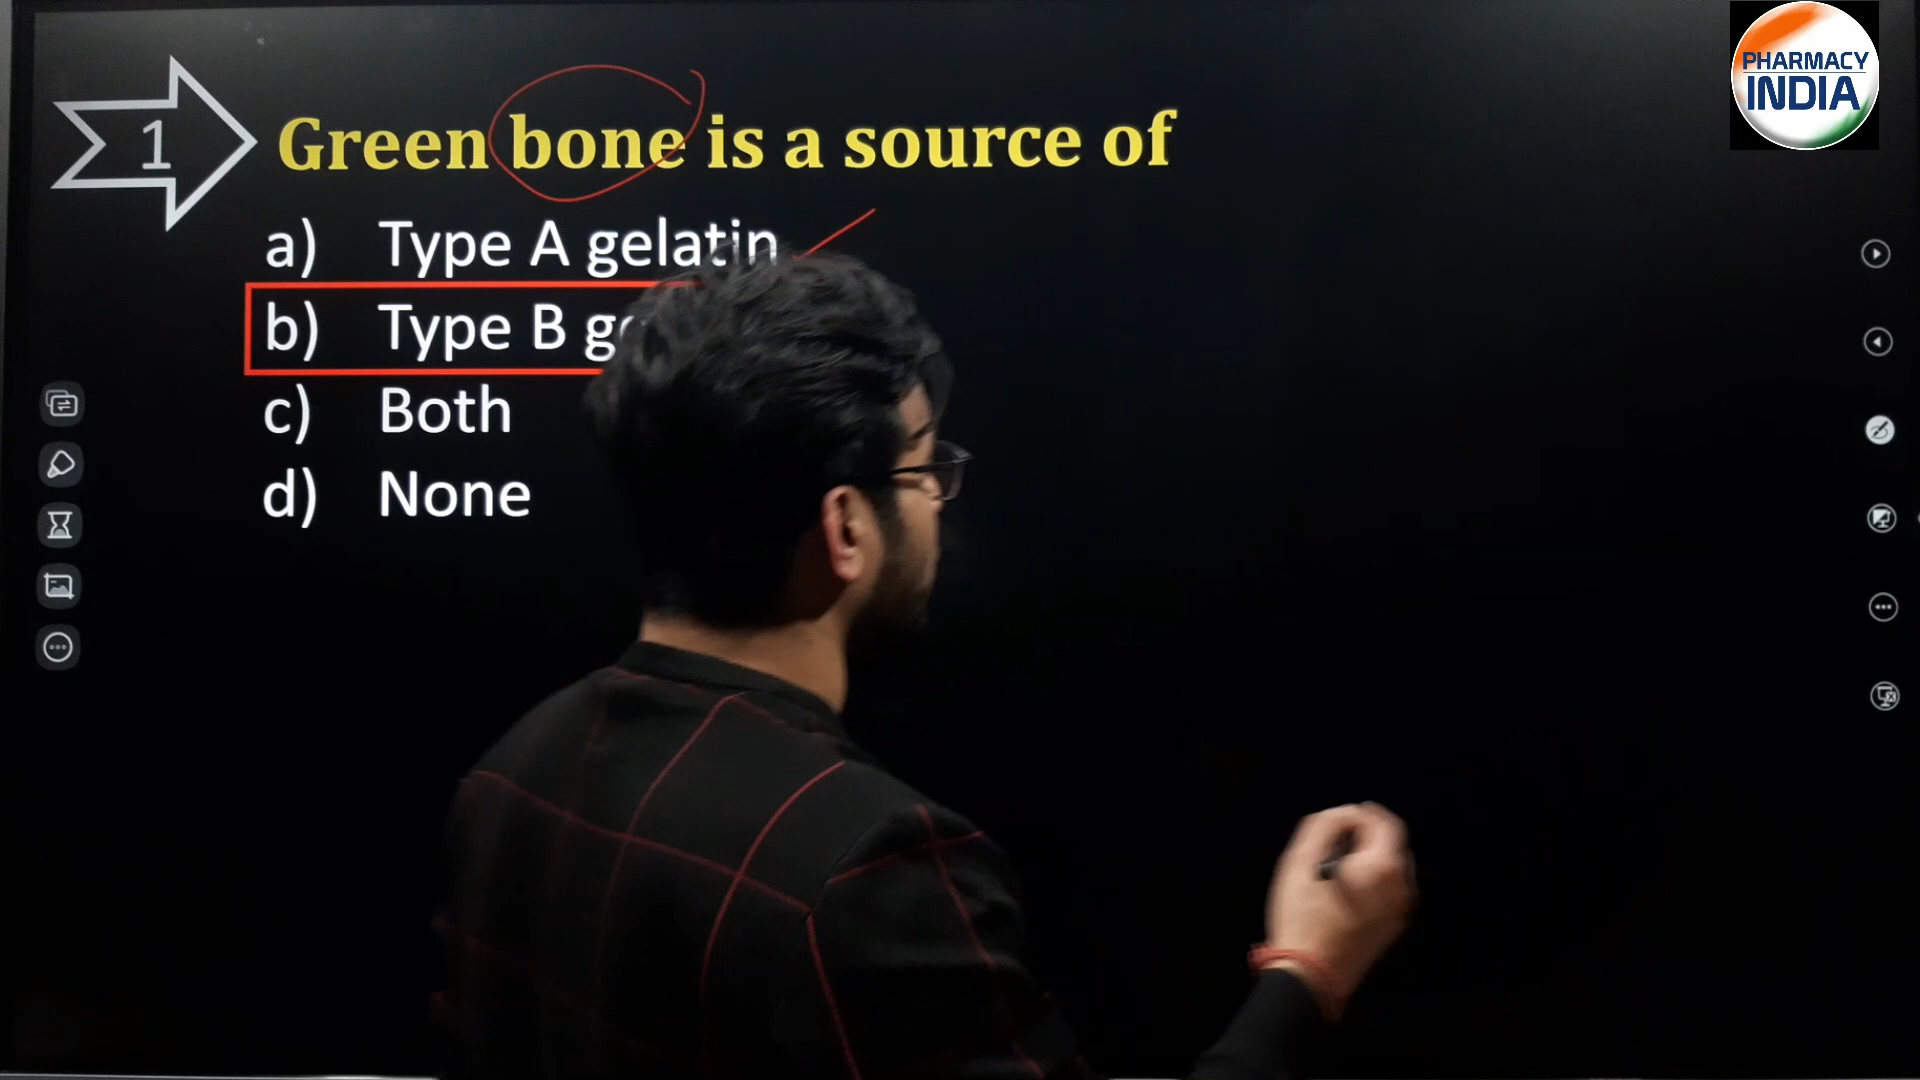 PHARMACY
INDIA
1
Green bone is a source of
a) Type A gelatin
b) Type B
c) Both
d) None